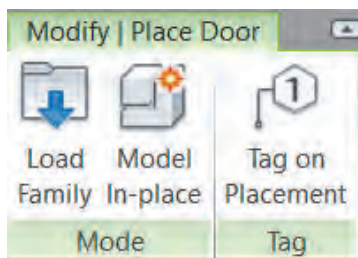 Modify | Place Door
Load Family
Model In-place
1
Tag on Placement
Mode
Tag